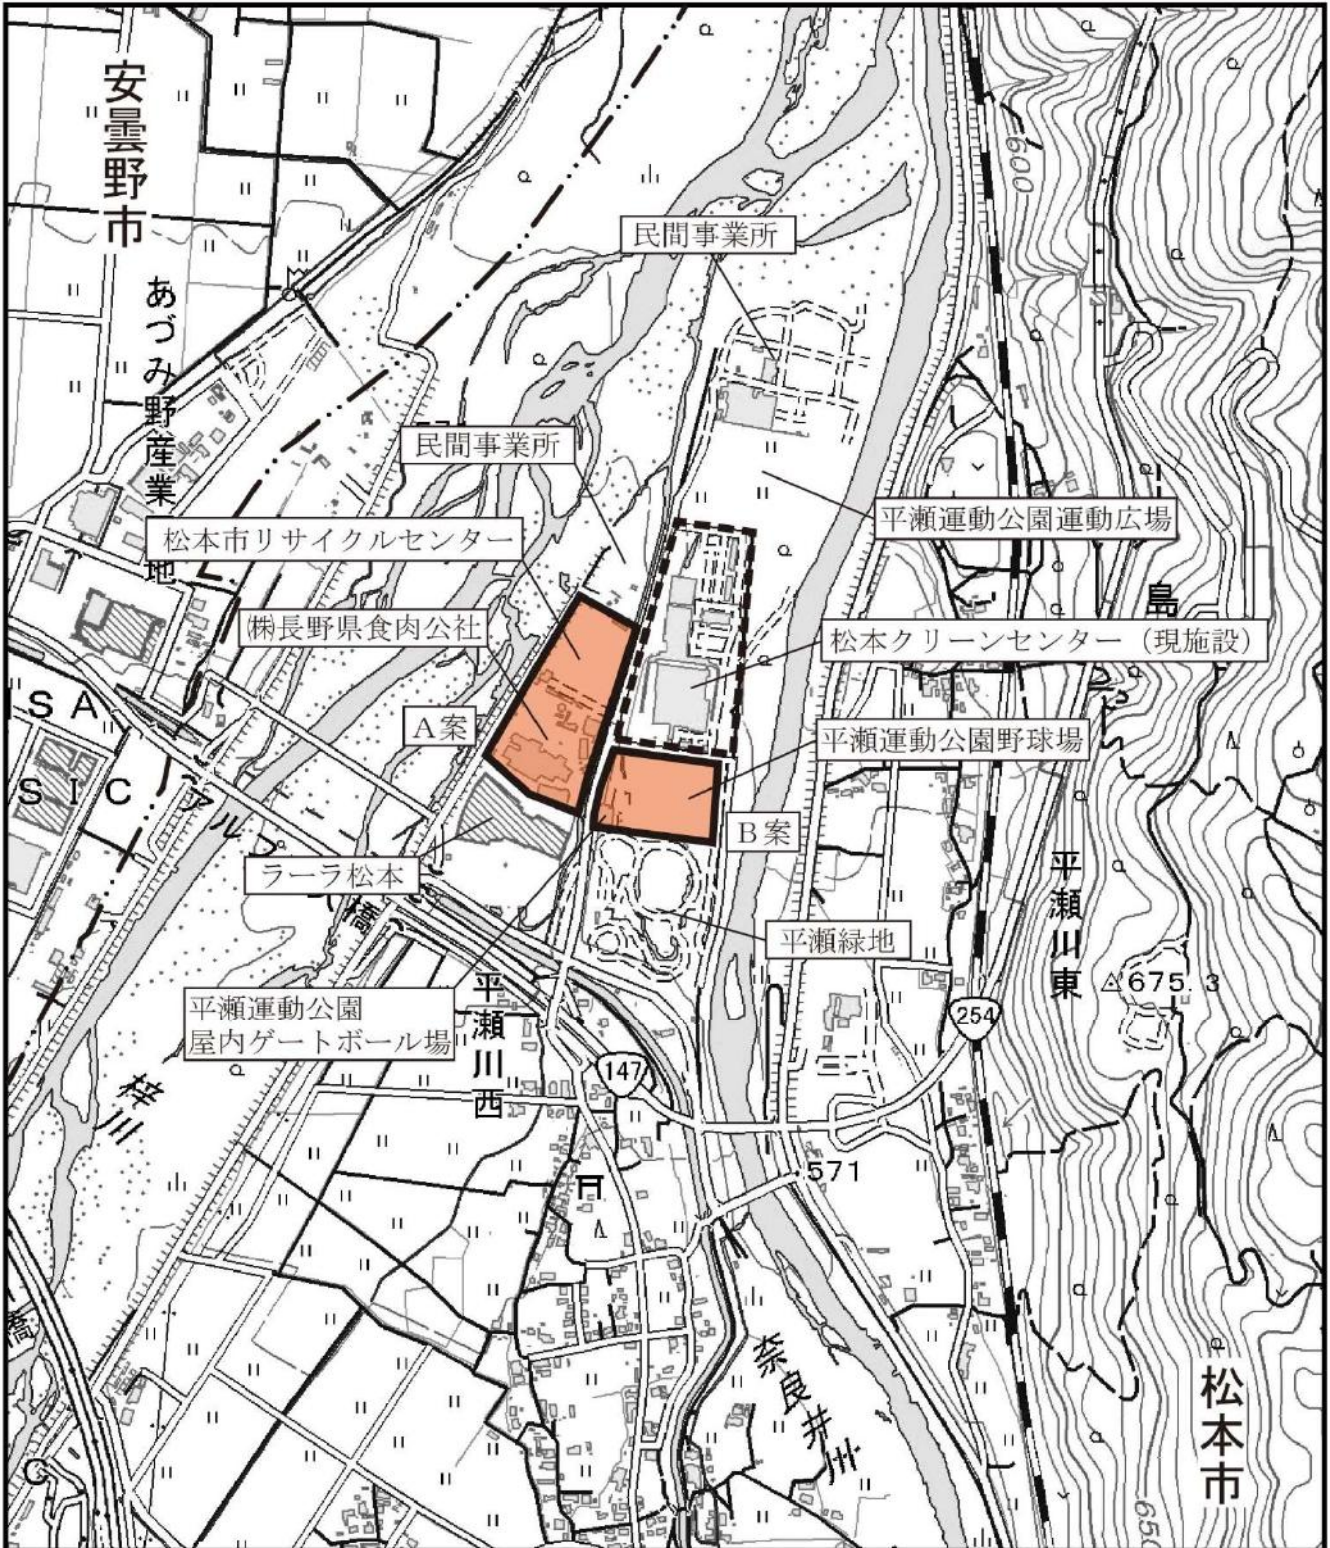 安曇野市
あづみ野産業
地
民間事業所
600
民間事業所
平瀬運動公園運動広場
松本市リサイクルセンター
島
㈱長野県食肉公社
松本クリーンセンター（現施設）
A案
SA
SIC
平瀬運動公園野球場
アル
B案
ラーラ松本
橋
平瀬川東
平瀬緑地
675.3
平瀬運動公園
屋内ゲートボール場
平瀬川西
254
147
梓川
571
奈良井川
橋
松本市
C
650